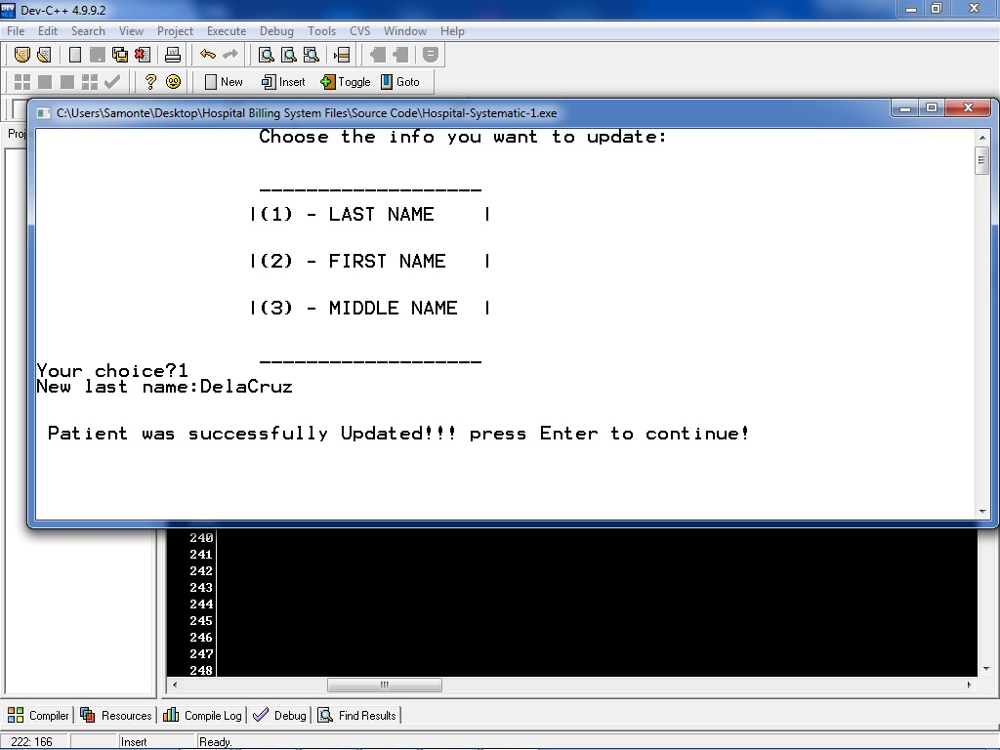 Dev-C++ 4.9.9.2
File Edit Search View Project Execute Debug Tools CVS Window Help
New Insert Toggle Goto
Proj
C:\Users\Samonte\Desktop\Hospital Billing System Files\Source Code\Hospital-Systematic-1.exe
Choose the info you want to update:
___________________
|(1) - LAST NAME |
|(2) - FIRST NAME |
|(3) - MIDDLE NAME |
___________________
Your choice?1
New last name:DelaCruz
Patient was successfully Updated!!! press Enter to continue!
240
241
242
243
244
245
246
247
248
Compiler Resources Compile Log Debug Find Results
222: 166 Insert Ready.